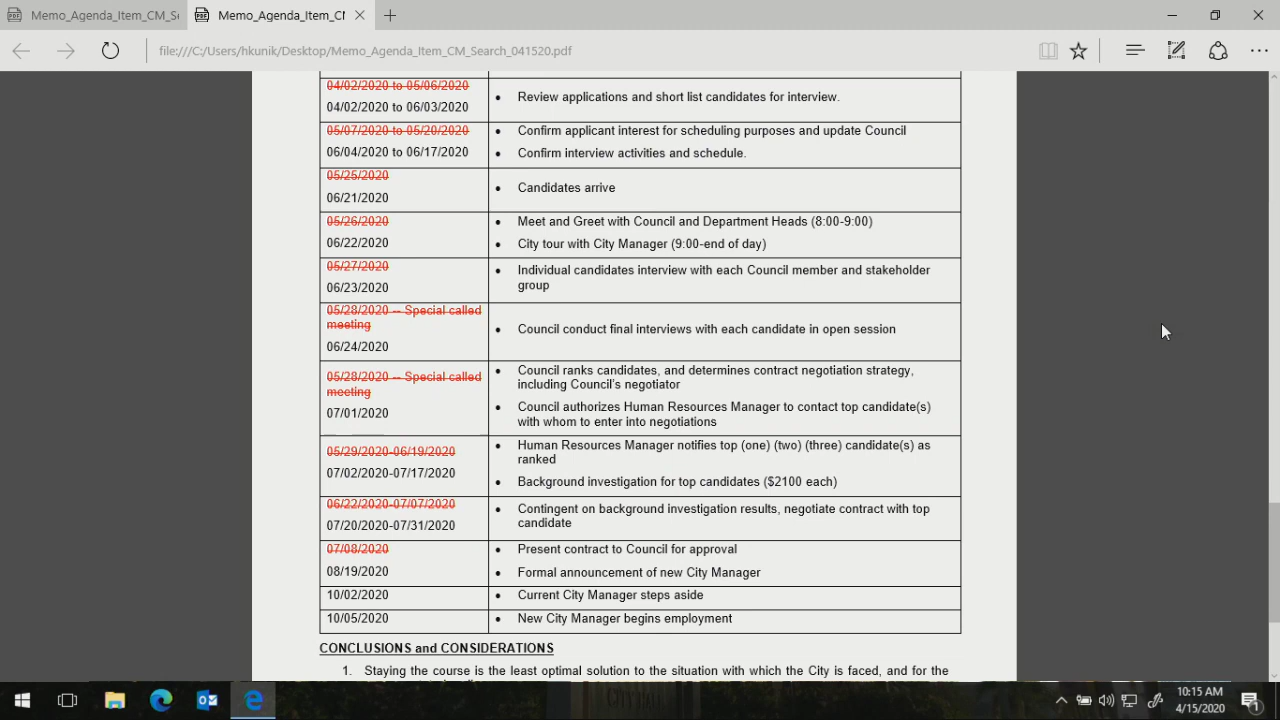 Memo_Agenda_Item_CM_Se
Memo_Agenda_Item_CM
file:///C:/Users/hkunik/Desktop/Memo_Agenda_Item_CM_Search_041520.pdf
04/02/2020 to 05/06/2020
04/02/2020 to 06/03/2020
• Review applications and short list candidates for interview.
05/07/2020 to 05/20/2020
06/04/2020 to 06/17/2020
• Confirm applicant interest for scheduling purposes and update Council
• Confirm interview activities and schedule.
05/25/2020
06/21/2020
• Candidates arrive
05/26/2020
06/22/2020
• Meet and Greet with Council and Department Heads (8:00-9:00)
• City tour with City Manager (9:00-end of day)
05/27/2020
06/23/2020
• Individual candidates interview with each Council member and stakeholder
group
05/28/2020 -- Special called
meeting
06/24/2020
• Council conduct final interviews with each candidate in open session
05/28/2020 -- Special called
meeting
07/01/2020
• Council ranks candidates, and determines contract negotiation strategy,
including Council's negotiator
• Council authorizes Human Resources Manager to contact top candidate(s)
with whom to enter into negotiations
05/29/2020-06/19/2020
07/02/2020-07/17/2020
• Human Resources Manager notifies top (one) (two) (three) candidate(s) as
ranked
• Background investigation for top candidates ($2100 each)
06/22/2020-07/07/2020
07/20/2020-07/31/2020
• Contingent on background investigation results, negotiate contract with top
candidate
07/08/2020
08/19/2020
• Present contract to Council for approval
• Formal announcement of new City Manager
10/02/2020
• Current City Manager steps aside
10/05/2020
• New City Manager begins employment
CONCLUSIONS and CONSIDERATIONS
1. Staying the course is the least optimal solution to the situation with which the City is faced, and for the
10:15 AM
4/15/2020
1